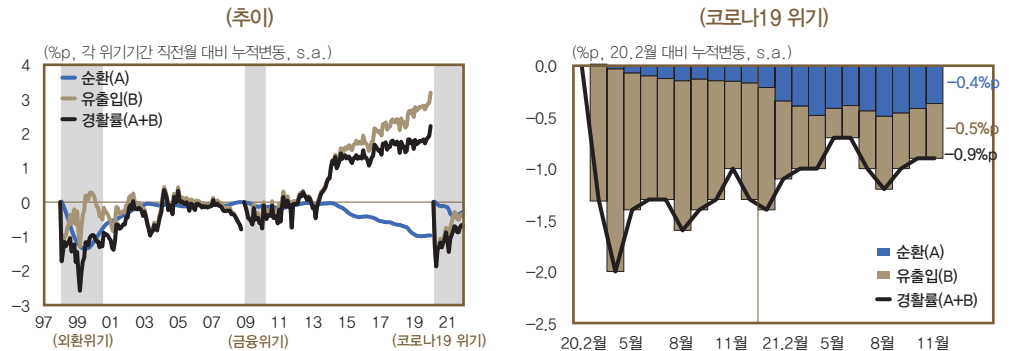 (추이)
(%p, 각 위기기간 직전월 대비 누적변동, s.a.)
4
3
2
1
0
−1
−2
−3
순환(A)
유출입(B)
경활률(A+B)
97 99 01 03 05 07 09 11 13 15 17 19 21
(외환위기) (금융위기) (코로나19 위기)
(코로나19 위기)
(%p, 20.2월 대비 누적변동, s.a.)
0.0
−0.5
−1.0
−1.5
−2.0
−2.5
−0.4%p
−0.5%p
−0.9%p
순환(A)
유출입(B)
경활률(A+B)
20.2월 5월 8월 11월 21.2월 5월 8월 11월